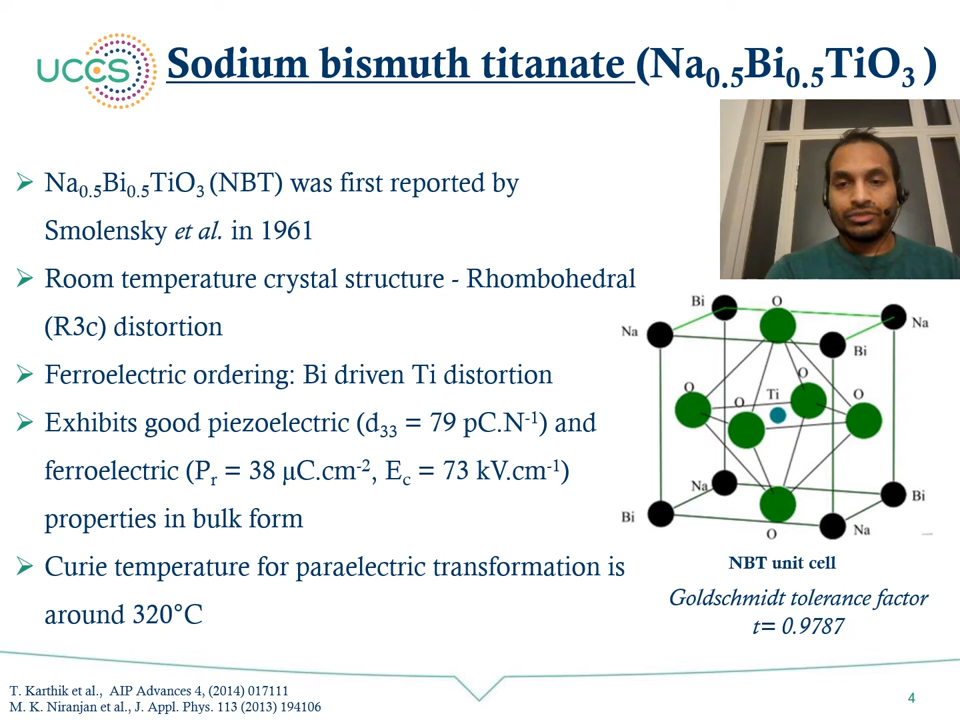 UCCS
Sodium bismuth titanate (Na₀.₅Bi₀.₅TiO₃ )
➢ Na₀.₅Bi₀.₅TiO₃ (NBT) was first reported by
Smolensky et al. in 1961
➢ Room temperature crystal structure - Rhombohedral
(R3c) distortion
➢ Ferroelectric ordering: Bi driven Ti distortion
➢ Exhibits good piezoelectric (d₃₃ = 79 pC.N⁻¹) and
ferroelectric (Pᵣ = 38 µC.cm⁻², E_c = 73 kV.cm⁻¹)
properties in bulk form
➢ Curie temperature for paraelectric transformation is
around 320°C
Bi
O
Na
Na
Bi
O
O
O
Ti
O
Na
Bi
Bi
O
Na
NBT unit cell
Goldschmidt tolerance factor
t= 0.9787
T. Karthik et al., AIP Advances 4, (2014) 017111
M. K. Niranjan et al., J. Appl. Phys. 113 (2013) 194106
4